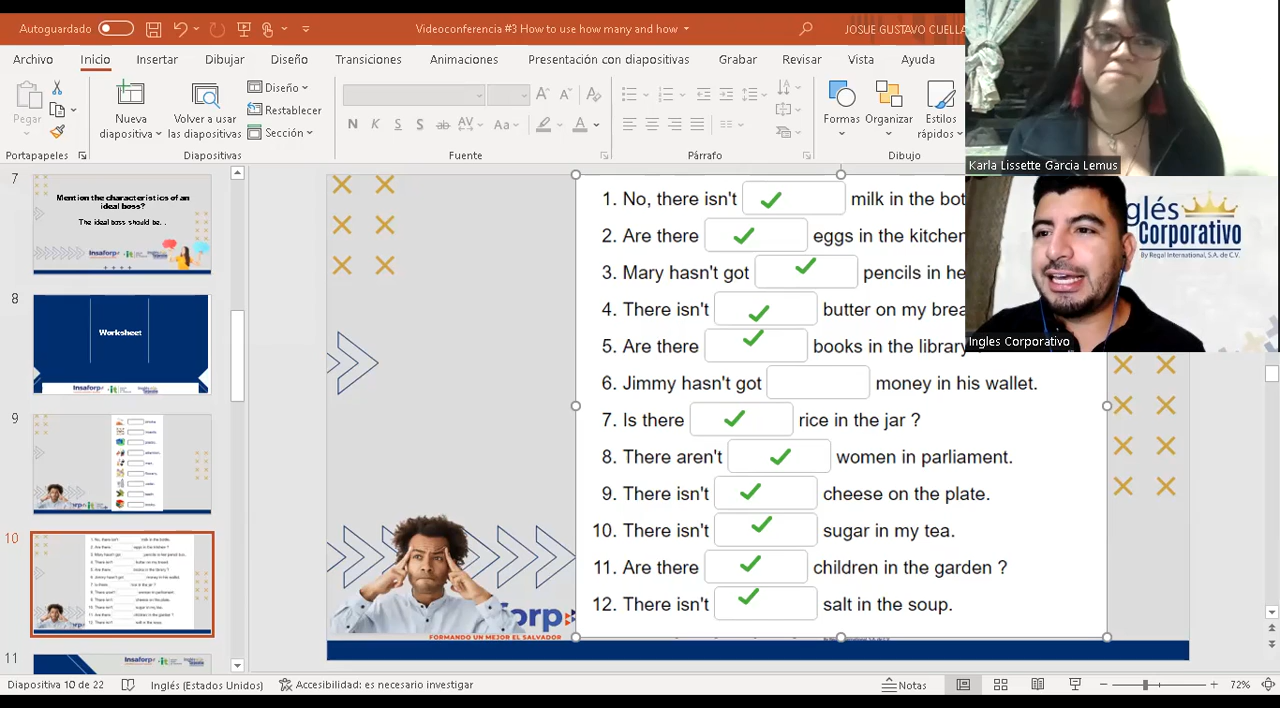 Autoguardado
Videoconferencia #3 How to use how many and how
JOSUE GUSTAVO CUELLA
Archivo
Inicio
Insertar
Dibujar
Diseño
Transiciones
Animaciones
Presentación con diapositivas
Grabar
Revisar
Vista
Ayuda
Pegar
Nueva
diapositiva
Volver a usar
las diapositivas
Diseño
Restablecer
Sección
Formas
Organizar
Estilos
rápidos
Portapapeles
Diapositivas
Fuente
Párrafo
Dibujo
Karla Lissette Garcia Lemus
glés
Corporativo
By Regal International, S.A. de C.V.
Ingles Corporativo
7
Mention the characteristics of an
ideal boss?
The ideal boss should be. .
Insaforp
8
Worksheet
Insaforp
9
10
11
Insaforp
1. No, there isn't milk in the bot
2. Are there eggs in the kitchen
3. Mary hasn't got pencils in he
4. There isn't butter on my brea
5. Are there books in the library
6. Jimmy hasn't got money in his wallet.
7. Is there rice in the jar ?
8. There aren't women in parliament.
9. There isn't cheese on the plate.
10. There isn't sugar in my tea.
11. Are there children in the garden ?
12. There isn't salt in the soup.
forp
FORMANDO UN MEJOR EL SALVADOR
Diapositiva 10 de 22
Inglés (Estados Unidos)
Accesibilidad: es necesario investigar
Notas
72%